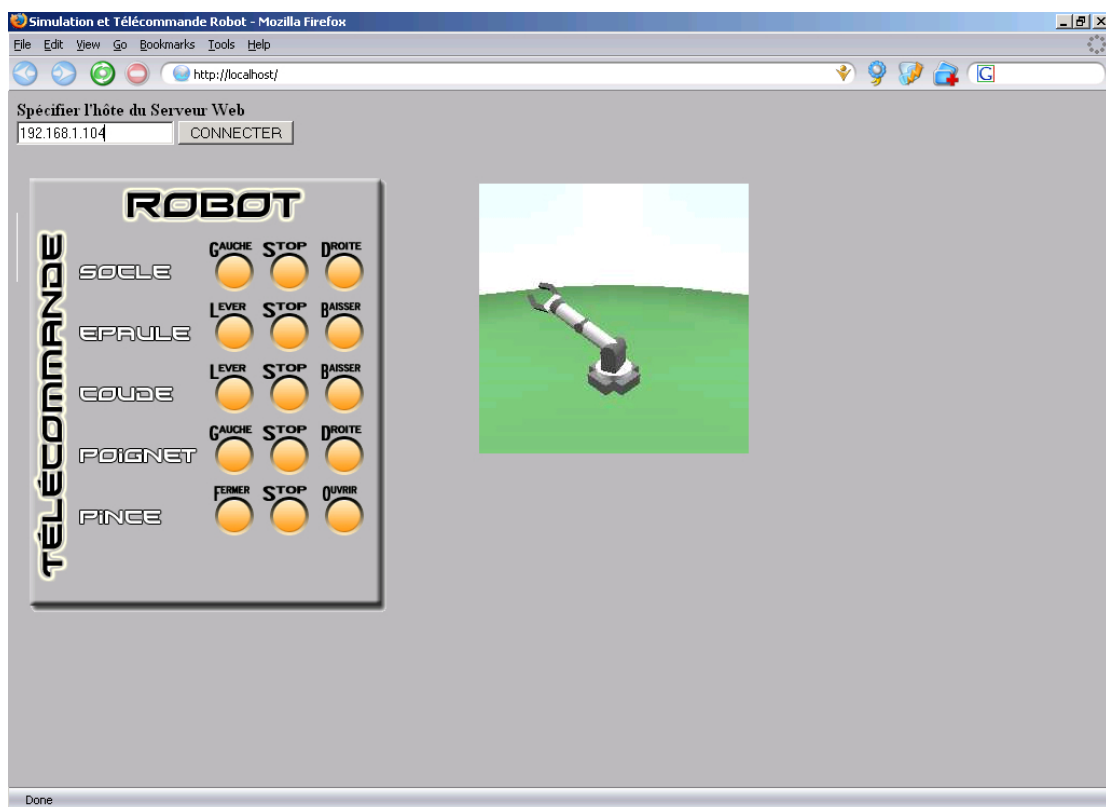 Simulation et Télécommande Robot - Mozilla Firefox
File Edit View Go Bookmarks Tools Help
http://localhost/
G
Spécifier l'hôte du Serveur Web
192.168.1.104 CONNECTER
ROBOT
TÉLÉCOMMANDE
GAUCHE STOP DROITE
SOCLE
LEVER STOP BAISSER
EPAULE
LEVER STOP BAISSER
COUDE
GAUCHE STOP DROITE
POiGNET
FERMER STOP OUVRIR
PiNCE
Done